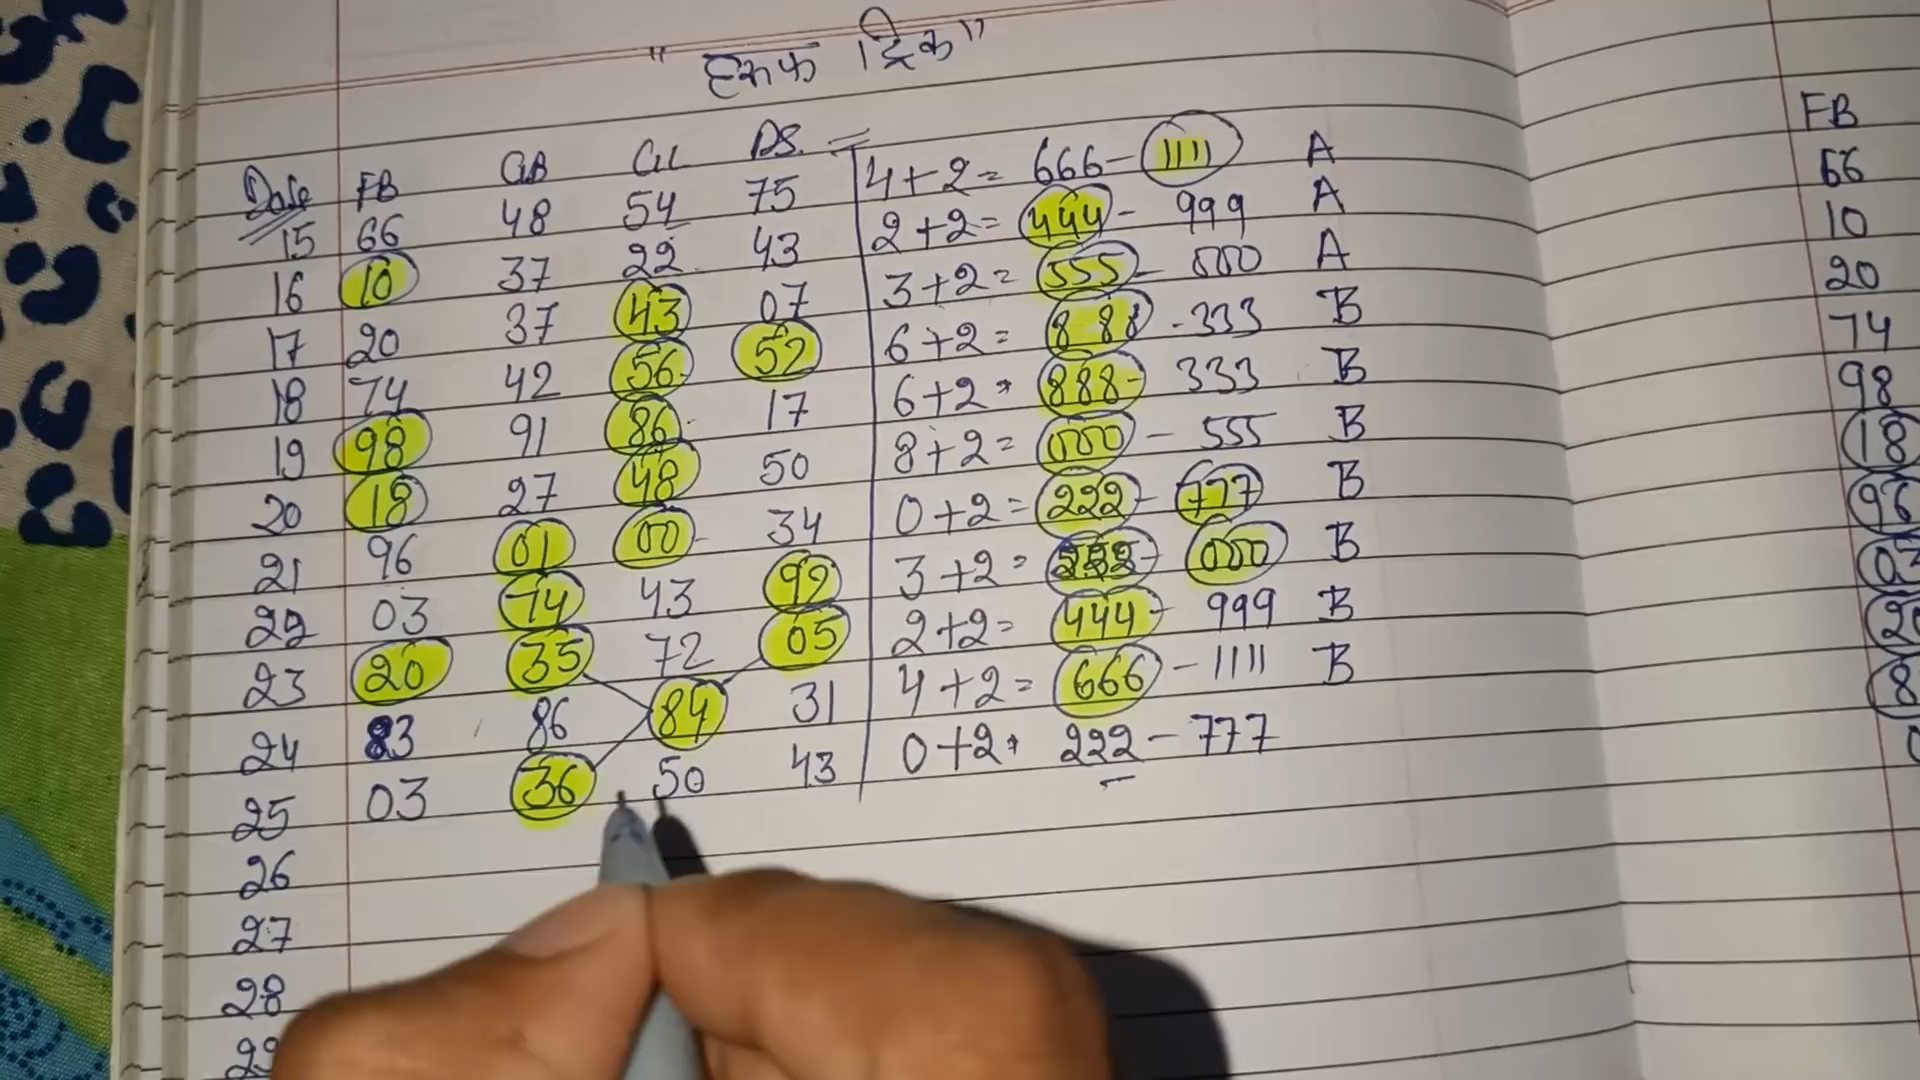 "हरूफ ट्रिक"
Date FB GB GL DS.
15 66 48 54 75 4+2= 666-1111 A
16 10 37 22 43 2+2= 444- 999 A
17 20 37 43 07 3+2= 555- 000 A
18 74 42 56 52 6+2= 888-333 B
19 98 91 86 17 6+2= 888- 333 B
20 18 27 48 50 8+2= 000- 555 B
21 96 01 00 34 0+2= 222-777 B
22 03 74 43 92 3+2= 000 B
23 20 35 72 05 2+2= 444- 999 B
24 83 86 84 31 4+2= 666-1111 B
25 03 36 50 43 0+2= 222-777
26
27
28
FB
66
10
20
74
98
18
96
03